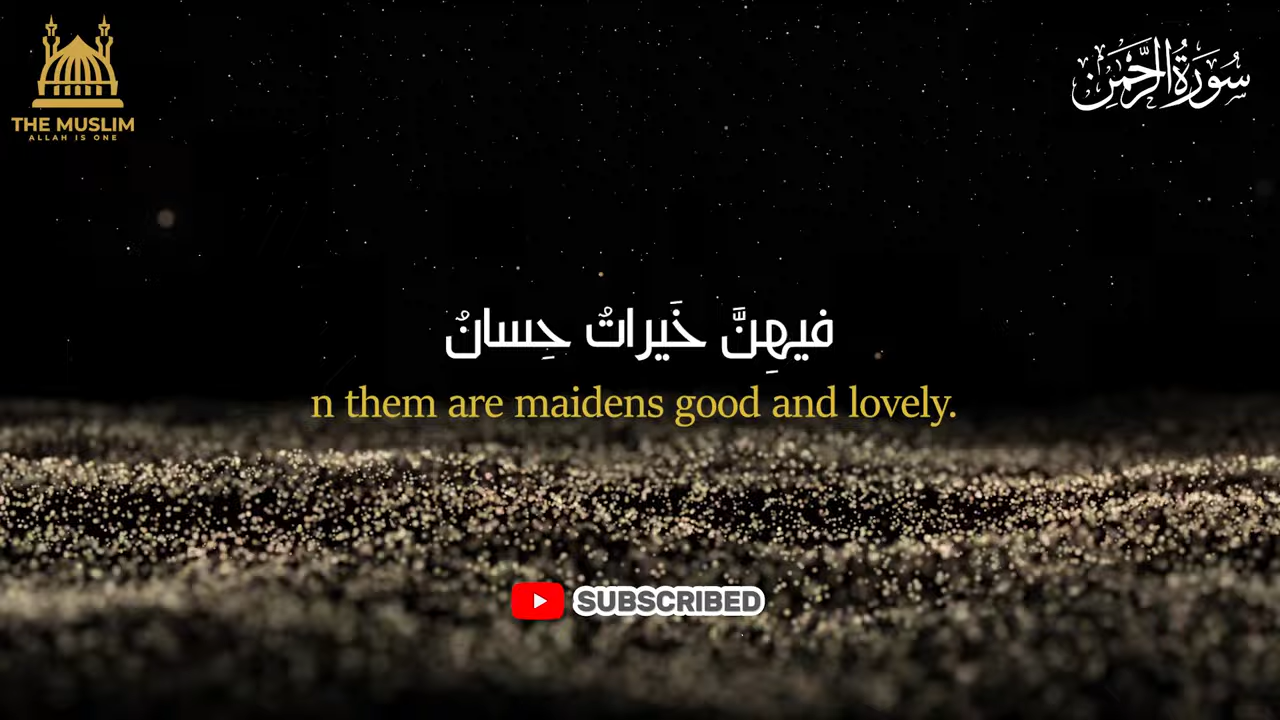 THE MUSLIM
ALLAH IS ONE
سُورَةُ الرَّحْمَن
فيهِنَّ خَيراتٌ حِسانٌ
n them are maidens good and lovely.
SUBSCRIBED